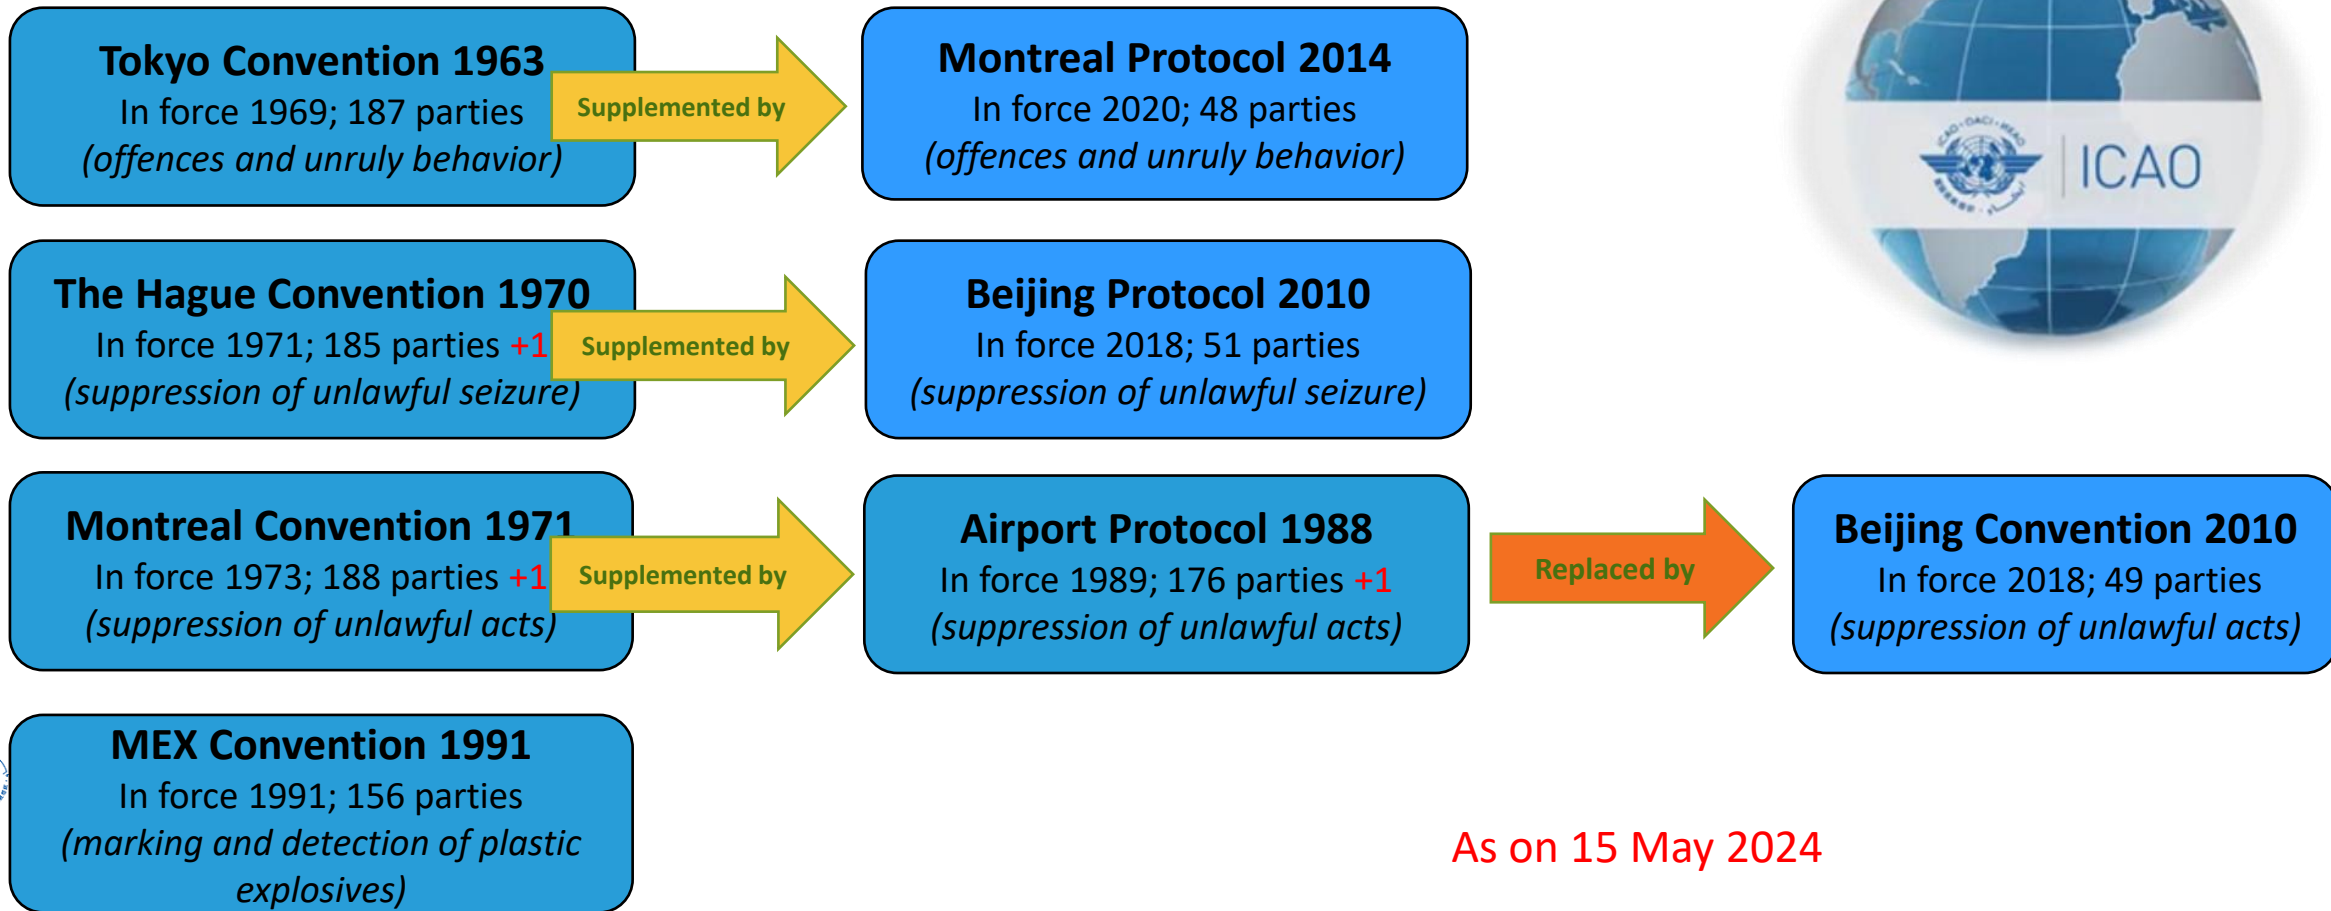 Tokyo Convention 1963
In force 1969; 187 parties
(offences and unruly behavior)
Supplemented by
Montreal Protocol 2014
In force 2020; 48 parties
(offences and unruly behavior)
ICAO
The Hague Convention 1970
In force 1971; 185 parties +1
(suppression of unlawful seizure)
Supplemented by
Beijing Protocol 2010
In force 2018; 51 parties
(suppression of unlawful seizure)
Montreal Convention 1971
In force 1973; 188 parties +1
(suppression of unlawful acts)
Supplemented by
Airport Protocol 1988
In force 1989; 176 parties +1
(suppression of unlawful acts)
Replaced by
Beijing Convention 2010
In force 2018; 49 parties
(suppression of unlawful acts)
MEX Convention 1991
In force 1991; 156 parties
(marking and detection of plastic
explosives)
As on 15 May 2024